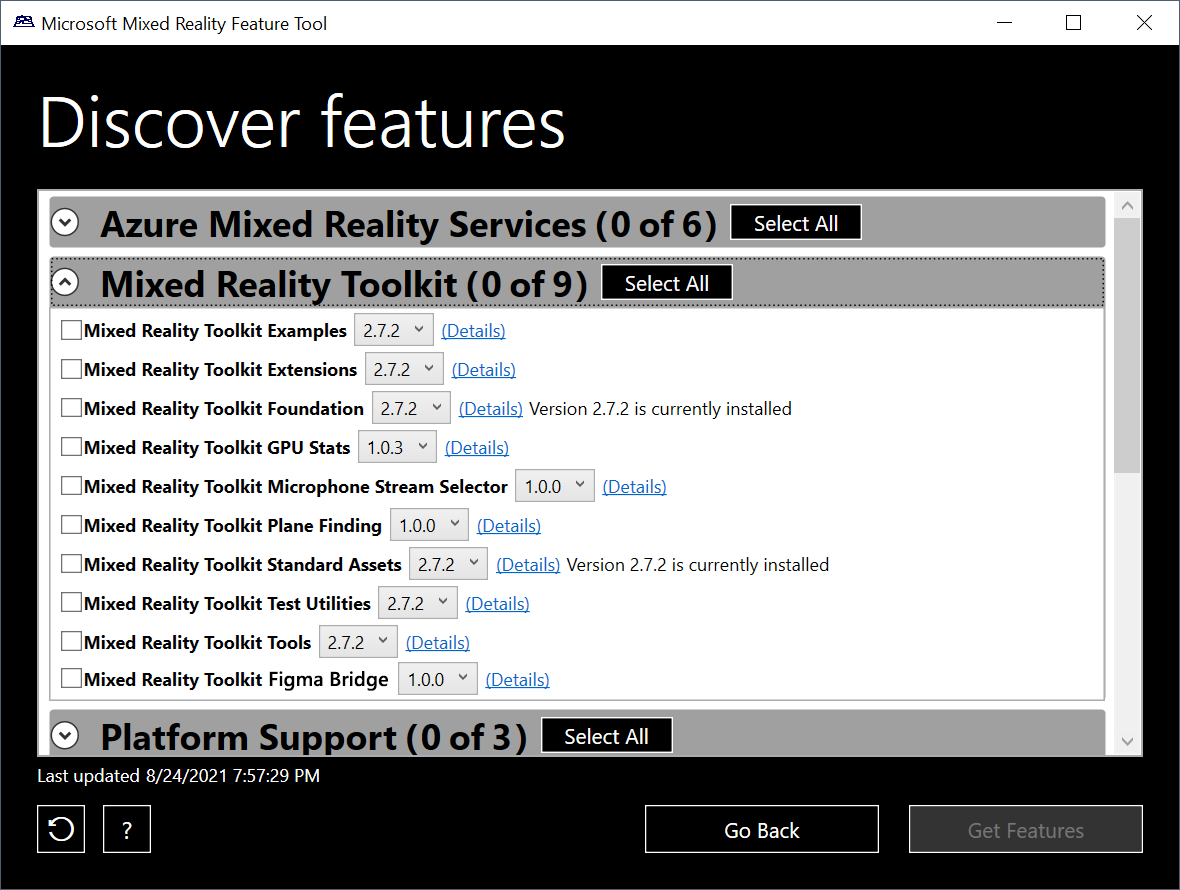 Microsoft Mixed Reality Feature Tool
Discover features
Azure Mixed Reality Services (0 of 6) Select All
Mixed Reality Toolkit (0 of 9) Select All
Mixed Reality Toolkit Examples 2.7.2 (Details)
Mixed Reality Toolkit Extensions 2.7.2 (Details)
Mixed Reality Toolkit Foundation 2.7.2 (Details) Version 2.7.2 is currently installed
Mixed Reality Toolkit GPU Stats 1.0.3 (Details)
Mixed Reality Toolkit Microphone Stream Selector 1.0.0 (Details)
Mixed Reality Toolkit Plane Finding 1.0.0 (Details)
Mixed Reality Toolkit Standard Assets 2.7.2 (Details) Version 2.7.2 is currently installed
Mixed Reality Toolkit Test Utilities 2.7.2 (Details)
Mixed Reality Toolkit Tools 2.7.2 (Details)
Mixed Reality Toolkit Figma Bridge 1.0.0 (Details)
Platform Support (0 of 3) Select All
Last updated 8/24/2021 7:57:29 PM
? Go Back Get Features